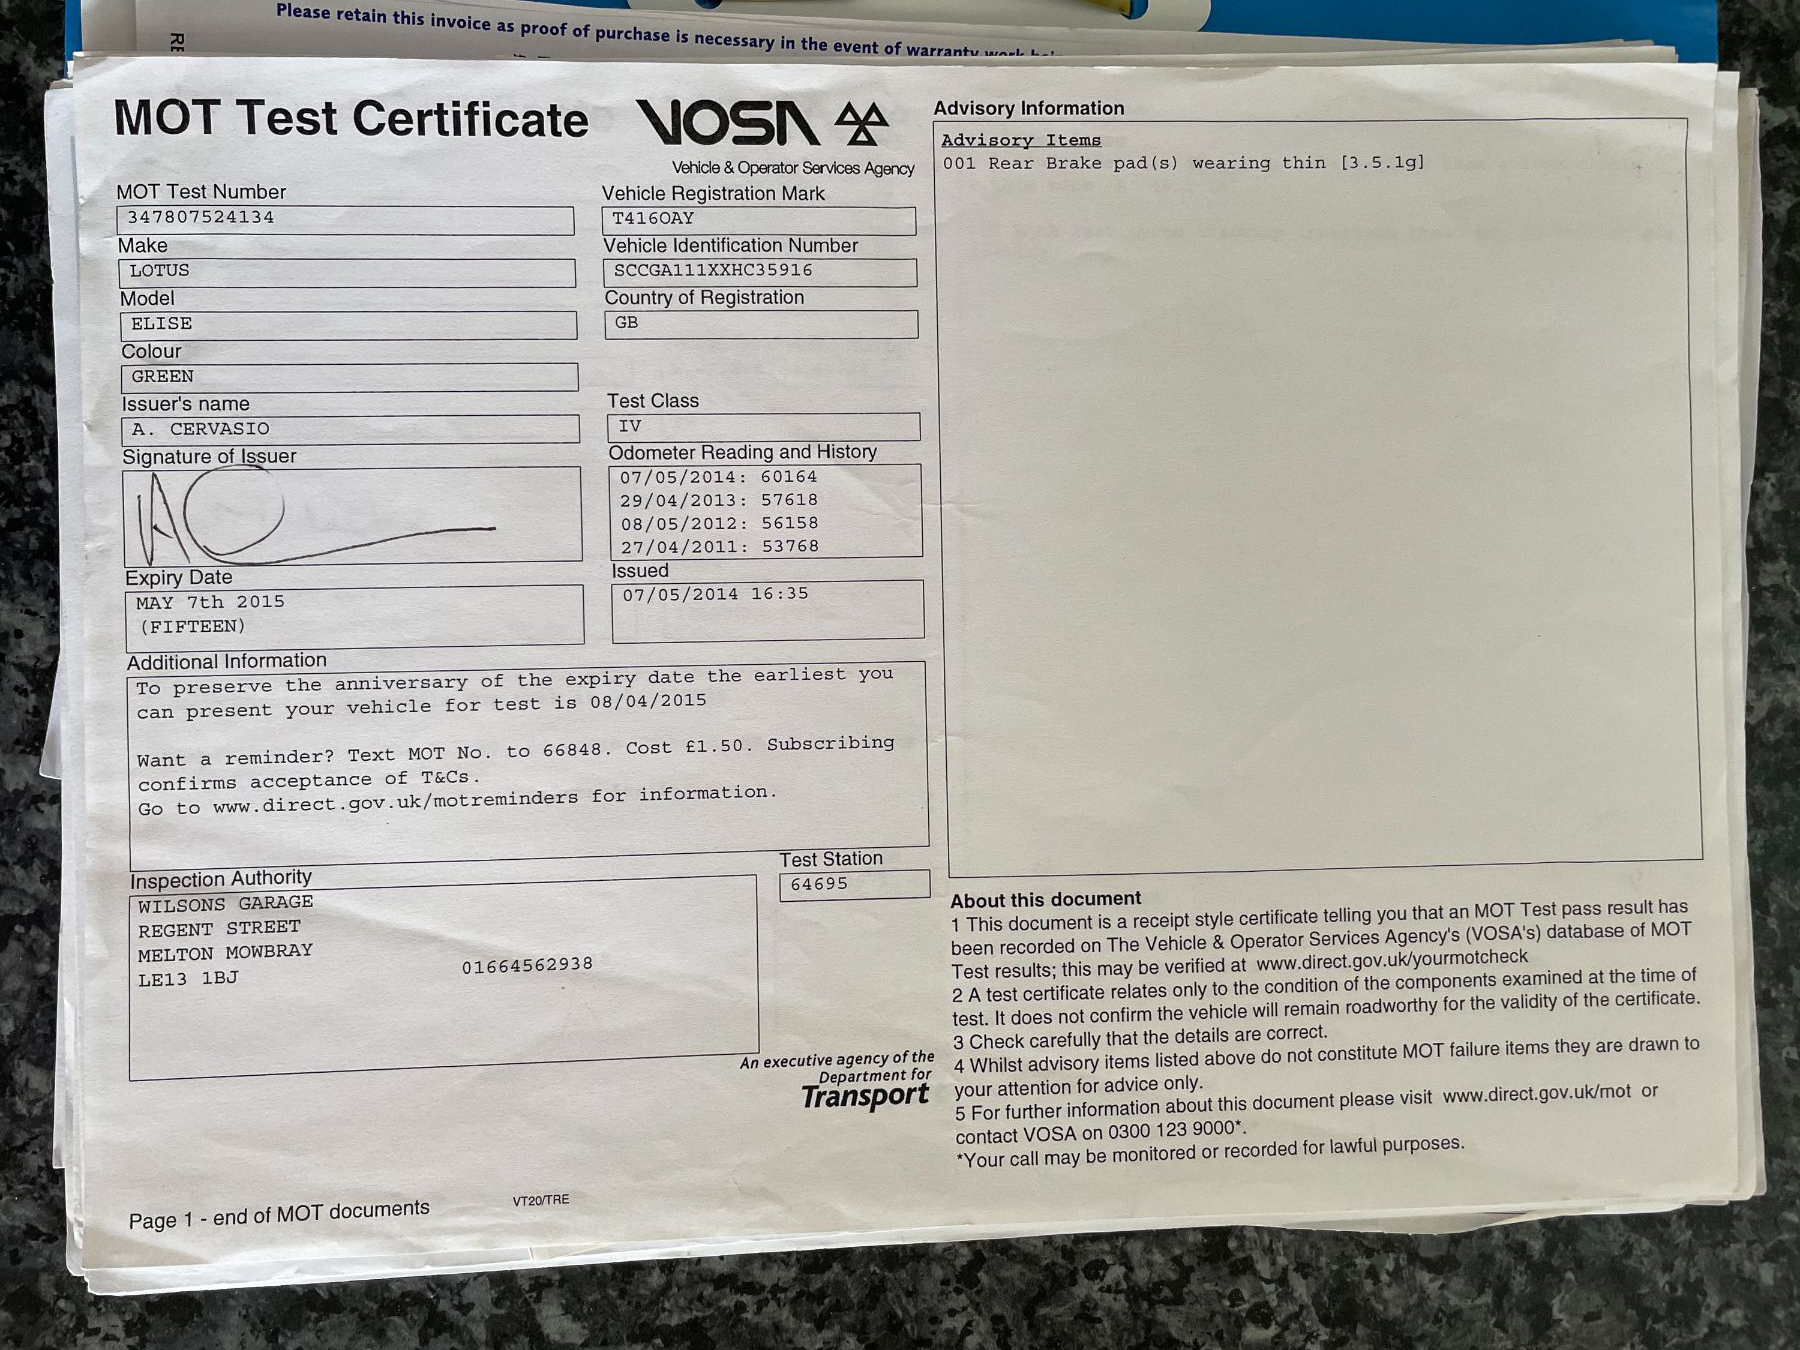 Please retain this invoice as proof of purchase is necessary in the event of warranty work
RE
MOT Test Certificate
VOSA
Vehicle & Operator Services Agency
MOT Test Number
347807524134
Vehicle Registration Mark
T416OAY
Make
LOTUS
Vehicle Identification Number
SCCGA111XXHC35916
Model
ELISE
Country of Registration
GB
Colour
GREEN
Issuer's name
A. CERVASIO
Test Class
IV
Signature of Issuer
AC
Odometer Reading and History
07/05/2014: 60164
29/04/2013: 57618
08/05/2012: 56158
27/04/2011: 53768
Expiry Date
MAY 7th 2015
(FIFTEEN)
Issued
07/05/2014 16:35
Additional Information
To preserve the anniversary of the expiry date the earliest you
can present your vehicle for test is 08/04/2015
Want a reminder? Text MOT No. to 66848. Cost £1.50. Subscribing
confirms acceptance of T&Cs.
Go to www.direct.gov.uk/motreminders for information.
Test Station
64695
Inspection Authority
WILSONS GARAGE
REGENT STREET
MELTON MOWBRAY
LE13 1BJ 01664562938
An executive agency of the
Department for
Transport
Page 1 - end of MOT documents
VT20/TRE
Advisory Information
Advisory Items
001 Rear Brake pad(s) wearing thin [3.5.1g]
About this document
1 This document is a receipt style certificate telling you that an MOT Test pass result has
been recorded on The Vehicle & Operator Services Agency's (VOSA's) database of MOT
Test results; this may be verified at www.direct.gov.uk/yourmotcheck
2 A test certificate relates only to the condition of the components examined at the time of
test. It does not confirm the vehicle will remain roadworthy for the validity of the certificate.
3 Check carefully that the details are correct.
4 Whilst advisory items listed above do not constitute MOT failure items they are drawn to
your attention for advice only.
5 For further information about this document please visit www.direct.gov.uk/mot or
contact VOSA on 0300 123 9000*.
*Your call may be monitored or recorded for lawful purposes.